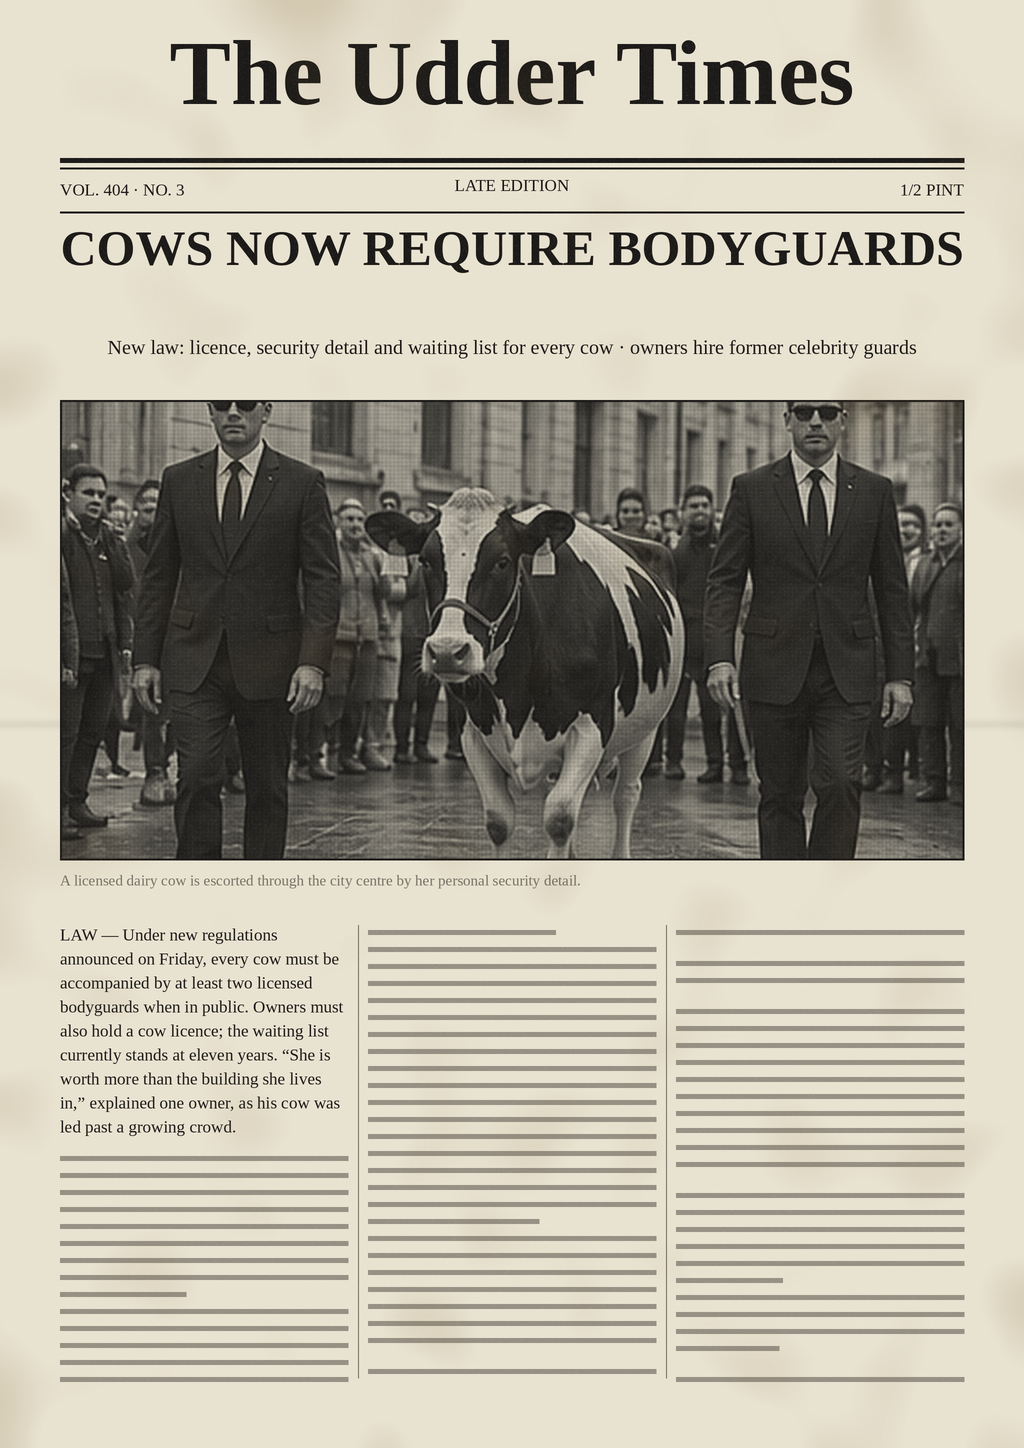 The Udder Times
VOL. 404 · NO. 3
LATE EDITION
1/2 PINT
COWS NOW REQUIRE BODYGUARDS
New law: licence, security detail and waiting list for every cow · owners hire former celebrity guards
A licensed dairy cow is escorted through the city centre by her personal security detail.
LAW — Under new regulations
announced on Friday, every cow must be
accompanied by at least two licensed
bodyguards when in public. Owners must
also hold a cow licence; the waiting list
currently stands at eleven years. “She is
worth more than the building she lives
in,” explained one owner, as his cow was
led past a growing crowd.